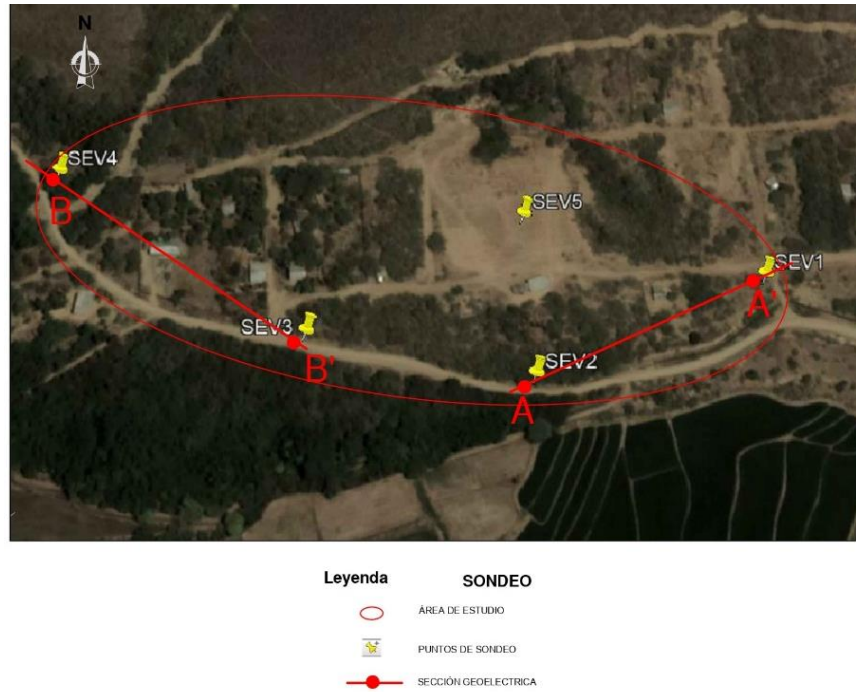 N
SEV4
B
SEV5
SEV1
A'
SEV3
B'
SEV2
A
Leyenda SONDEO
ÁREA DE ESTUDIO
PUNTOS DE SONDEO
SECCIÓN GEOELECTRICA